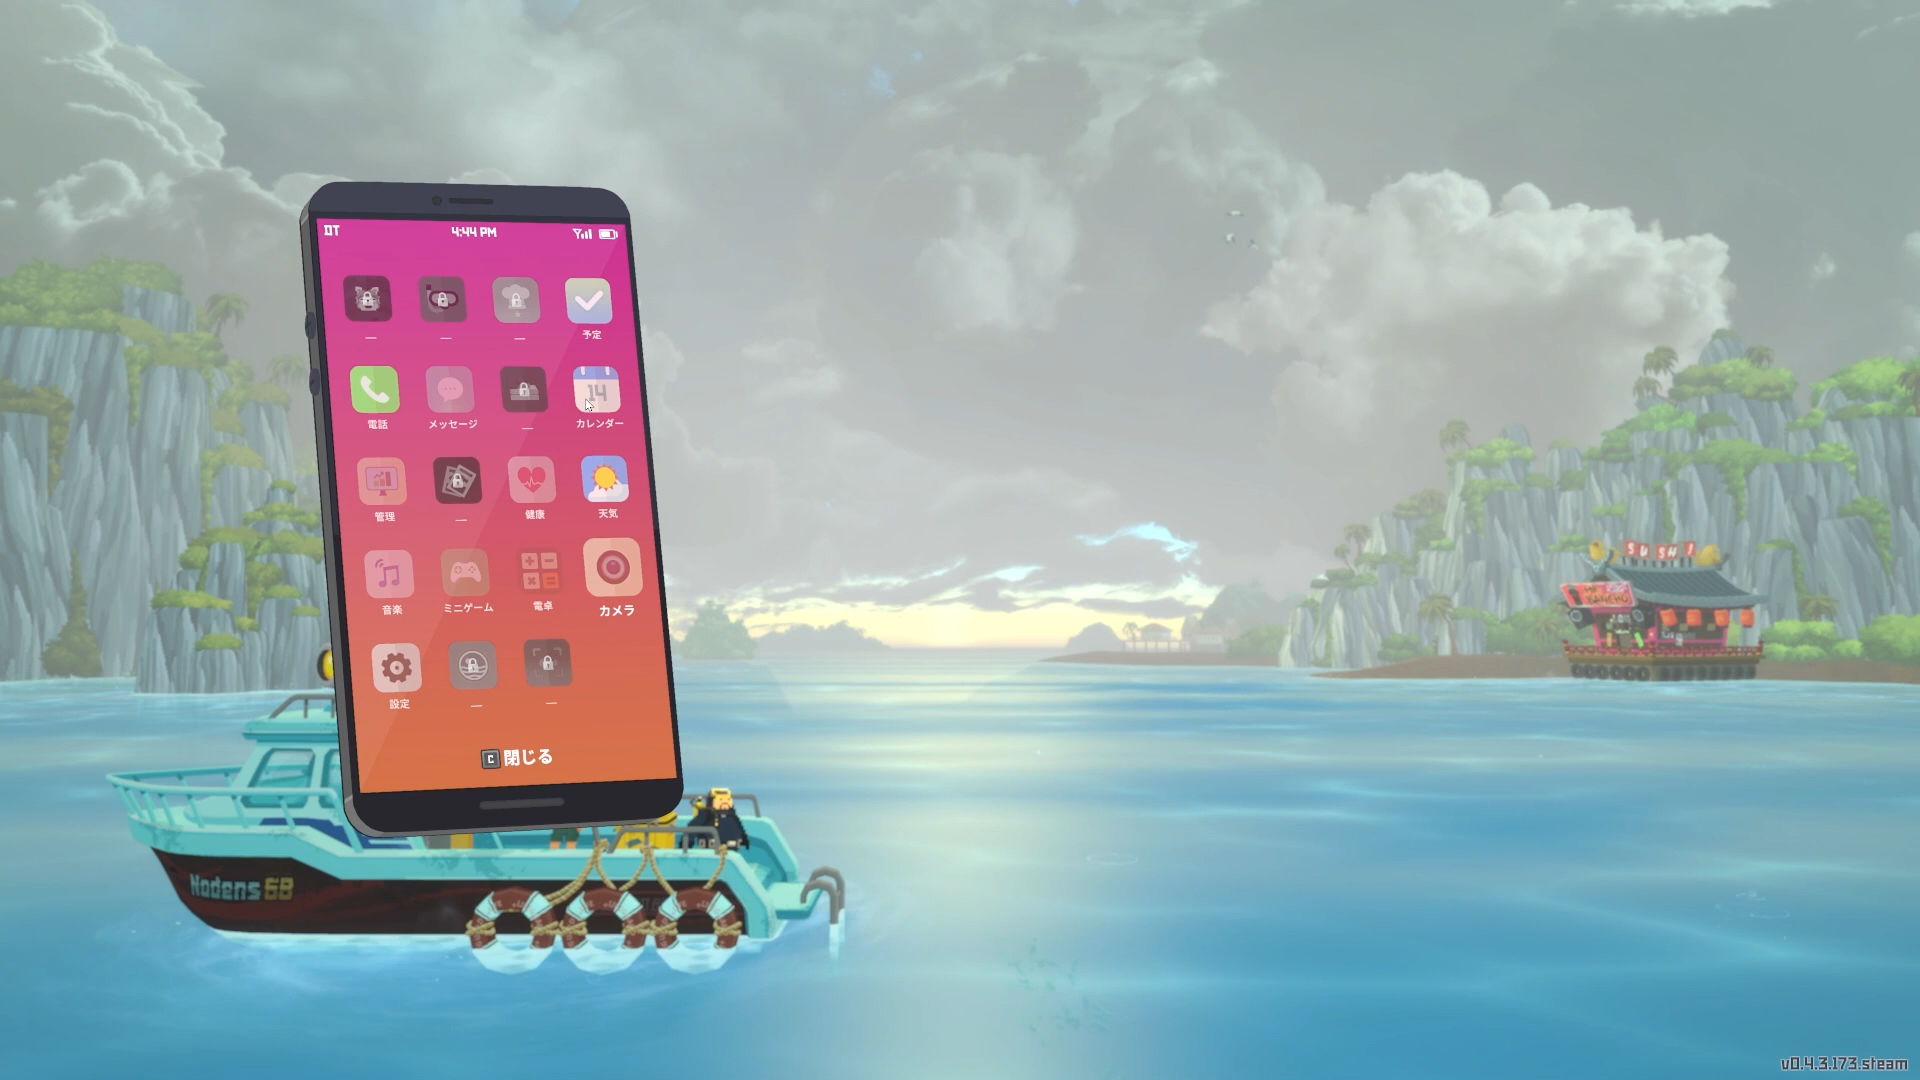 DT 4:44 PM
予定
電話 メッセージ カレンダー
14
管理 健康 天気
音楽 ミニゲーム 電卓 カメラ
設定
C 閉じる
SUSHI
BANCHO
Nodens 68
v0.4.3.173.steam